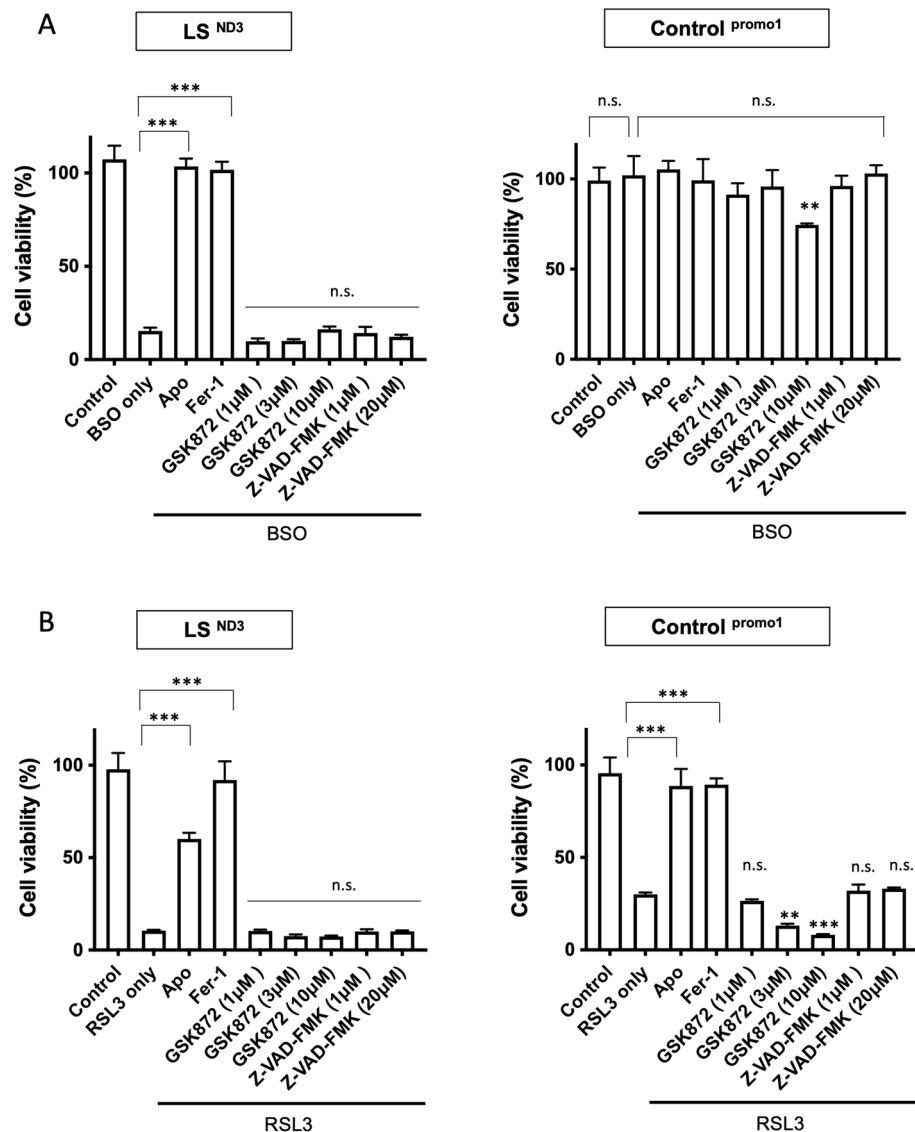 A
LS ND3
Control promo1
Cell viability (%)
100
50
0
***
***
n.s.
Control
BSO only
Apo
Fer-1
GSK872 (1µM )
GSK872 (3µM)
GSK872 (10µM)
Z-VAD-FMK (1µM )
Z-VAD-FMK (20µM)
BSO
Cell viability (%)
100
50
0
n.s.
n.s.
**
Control
BSO only
Apo
Fer-1
GSK872 (1µM )
GSK872 (3µM)
GSK872 (10µM)
Z-VAD-FMK (1µM )
Z-VAD-FMK (20µM)
BSO
B
LS ND3
Control promo1
Cell viability (%)
100
50
0
***
***
n.s.
Control
RSL3 only
Apo
Fer-1
GSK872 (1µM )
GSK872 (3µM)
GSK872 (10µM)
Z-VAD-FMK (1µM )
Z-VAD-FMK (20µM)
RSL3
Cell viability (%)
100
50
0
***
***
n.s.
**
***
n.s.
n.s.
Control
RSL3 only
Apo
Fer-1
GSK872 (1µM )
GSK872 (3µM)
GSK872 (10µM)
Z-VAD-FMK (1µM)
Z-VAD-FMK (20µM)
RSL3